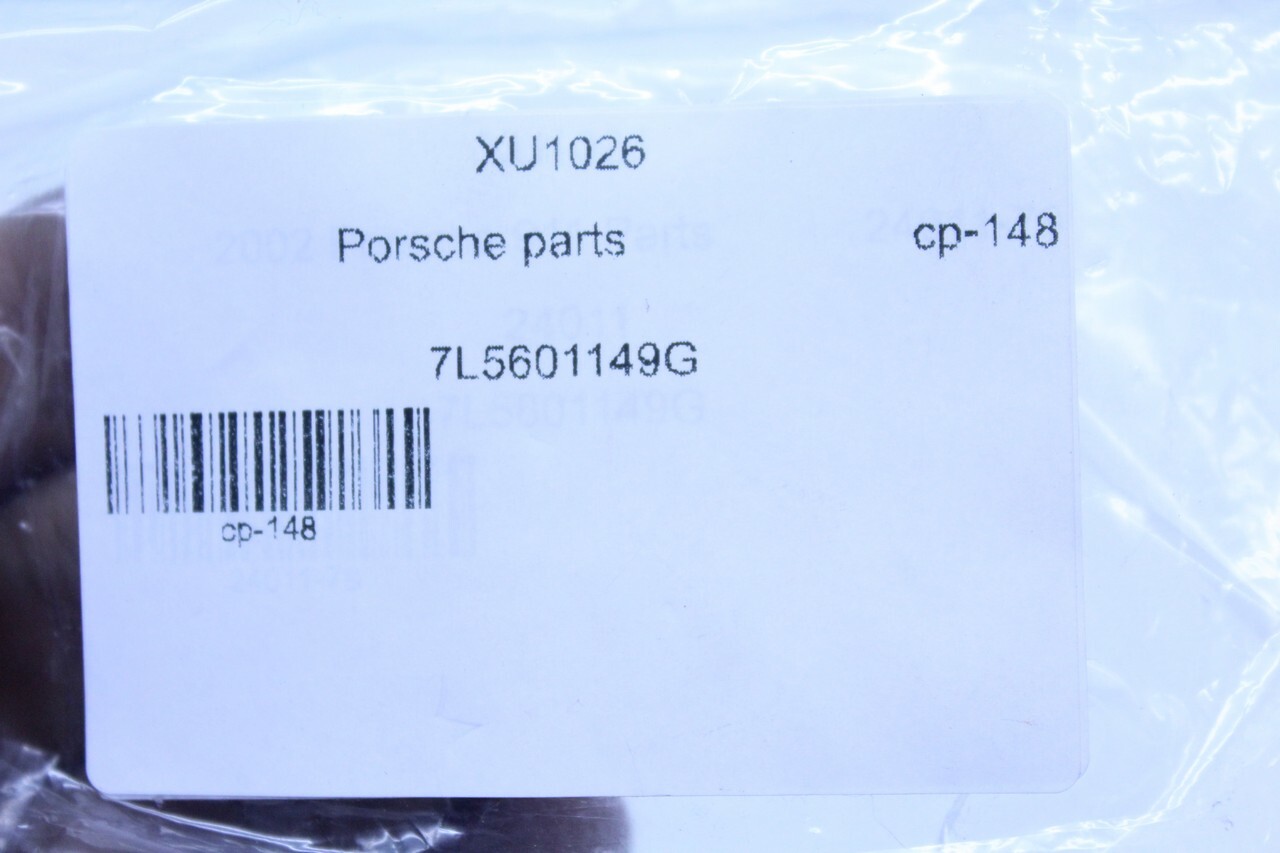 XU1026
Porsche parts cp-148
7L5601149G
cp-148